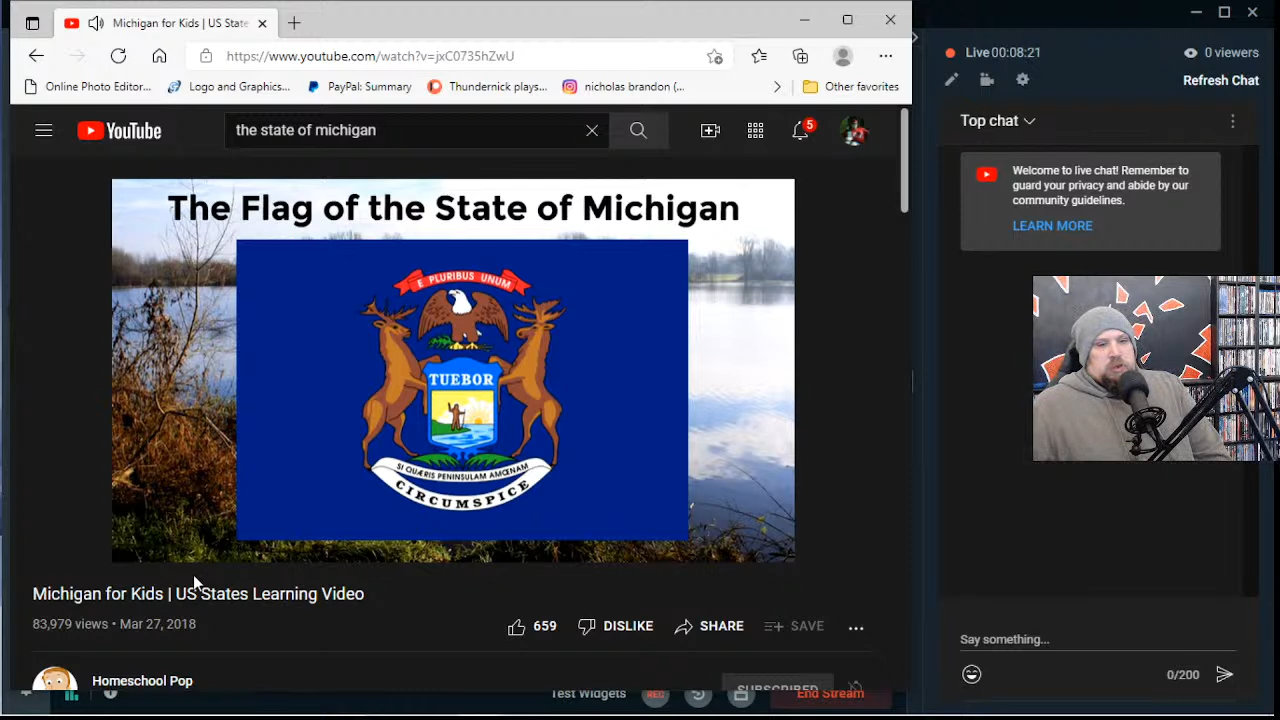 Michigan for Kids | US State
https://www.youtube.com/watch?v=jxC0735hZwU
Online Photo Editor...
Logo and Graphics...
PayPal: Summary
Thundernick plays...
nicholas brandon (...
Other favorites
YouTube
the state of michigan
5
The Flag of the State of Michigan
E PLURIBUS UNUM
TUEBOR
SI QUÆRIS PENINSULAM AMŒNAM
CIRCUMSPICE
Michigan for Kids | US States Learning Video
83,979 views • Mar 27, 2018
659
DISLIKE
SHARE
SAVE
Homeschool Pop
SUBSCRIBED
Test Widgets
REC
End Stream
Live 00:08:21
0 viewers
Refresh Chat
Top chat
Welcome to live chat! Remember to
guard your privacy and abide by our
community guidelines.
LEARN MORE
Say something...
0/200